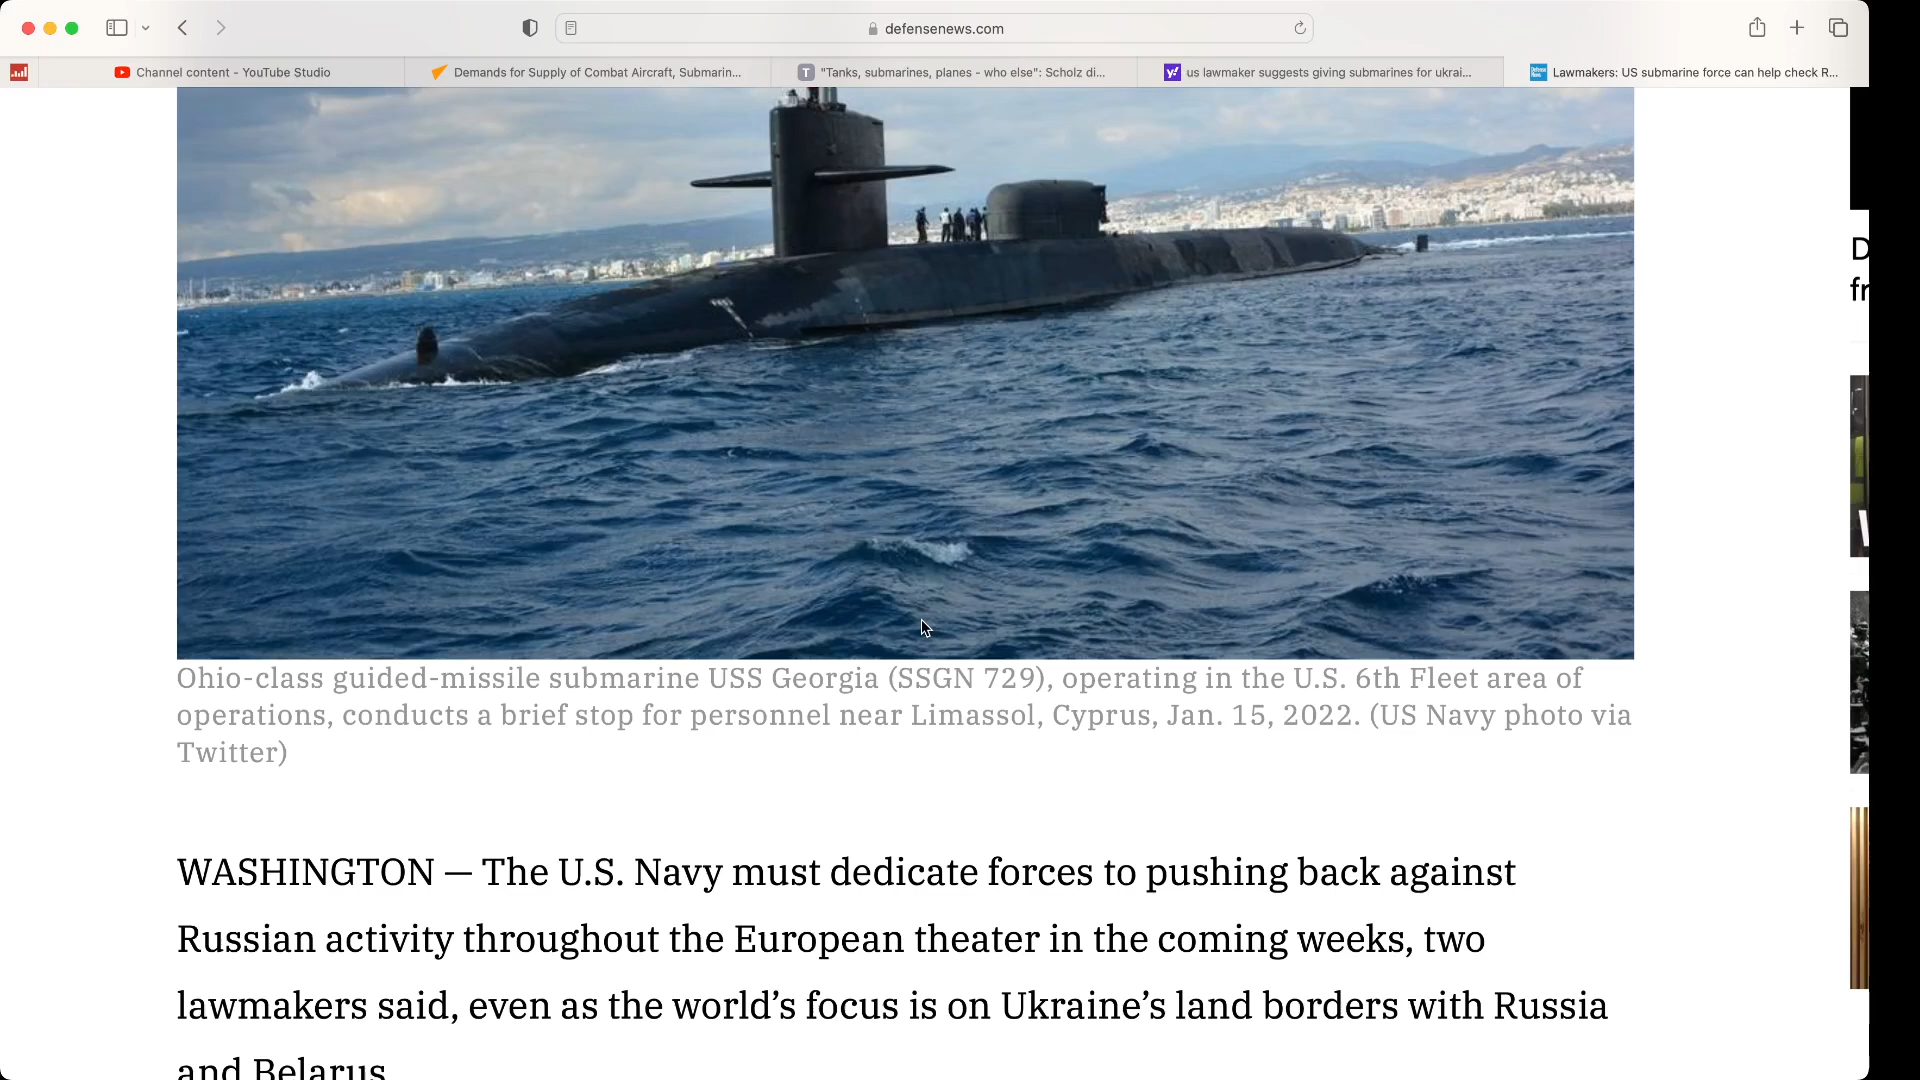 defensenews.com
Channel content - YouTube Studio
Demands for Supply of Combat Aircraft, Submarin...
T "Tanks, submarines, planes - who else": Scholz di...
y! us lawmaker suggests giving submarines for ukrai...
Lawmakers: US submarine force can help check R...
D
fr
Ohio-class guided-missile submarine USS Georgia (SSGN 729), operating in the U.S. 6th Fleet area of
operations, conducts a brief stop for personnel near Limassol, Cyprus, Jan. 15, 2022. (US Navy photo via
Twitter)
WASHINGTON — The U.S. Navy must dedicate forces to pushing back against
Russian activity throughout the European theater in the coming weeks, two
lawmakers said, even as the world’s focus is on Ukraine’s land borders with Russia
and Belarus.